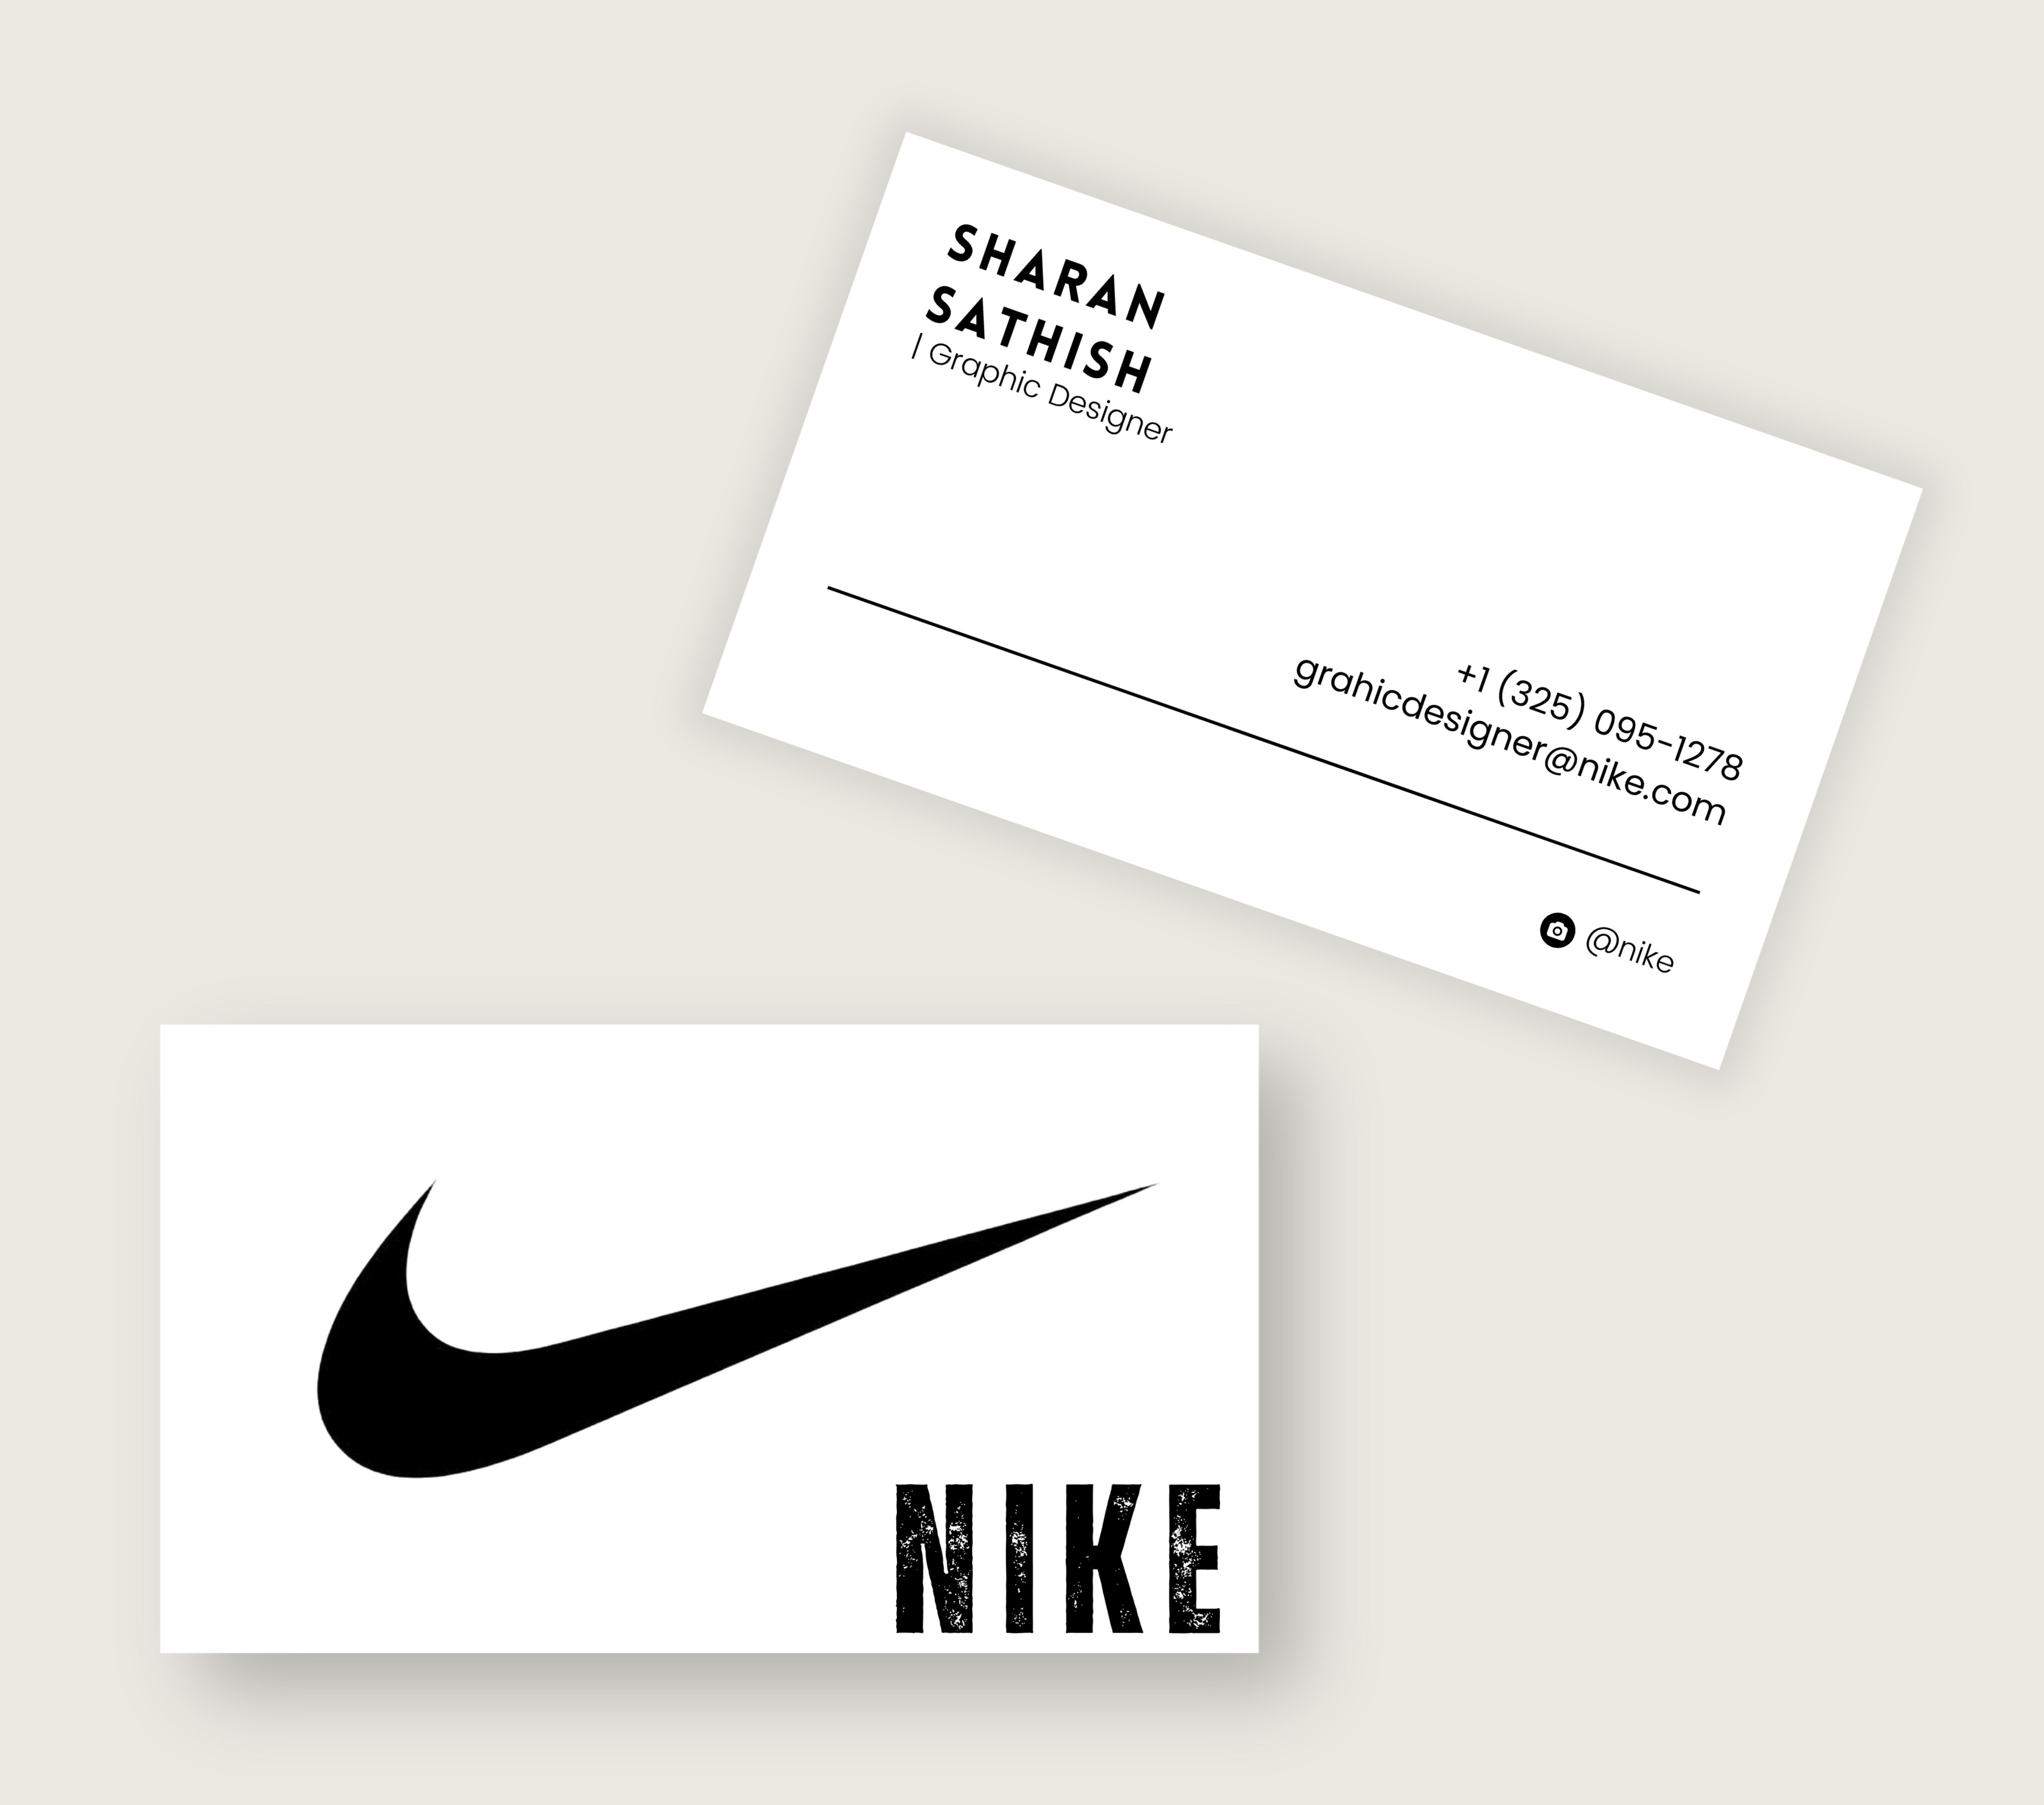 SHARAN
SATHISH
| Graphic Designer
+1 (325) 095-1278
grahicdesigner@nike.com
@nike
NIKE